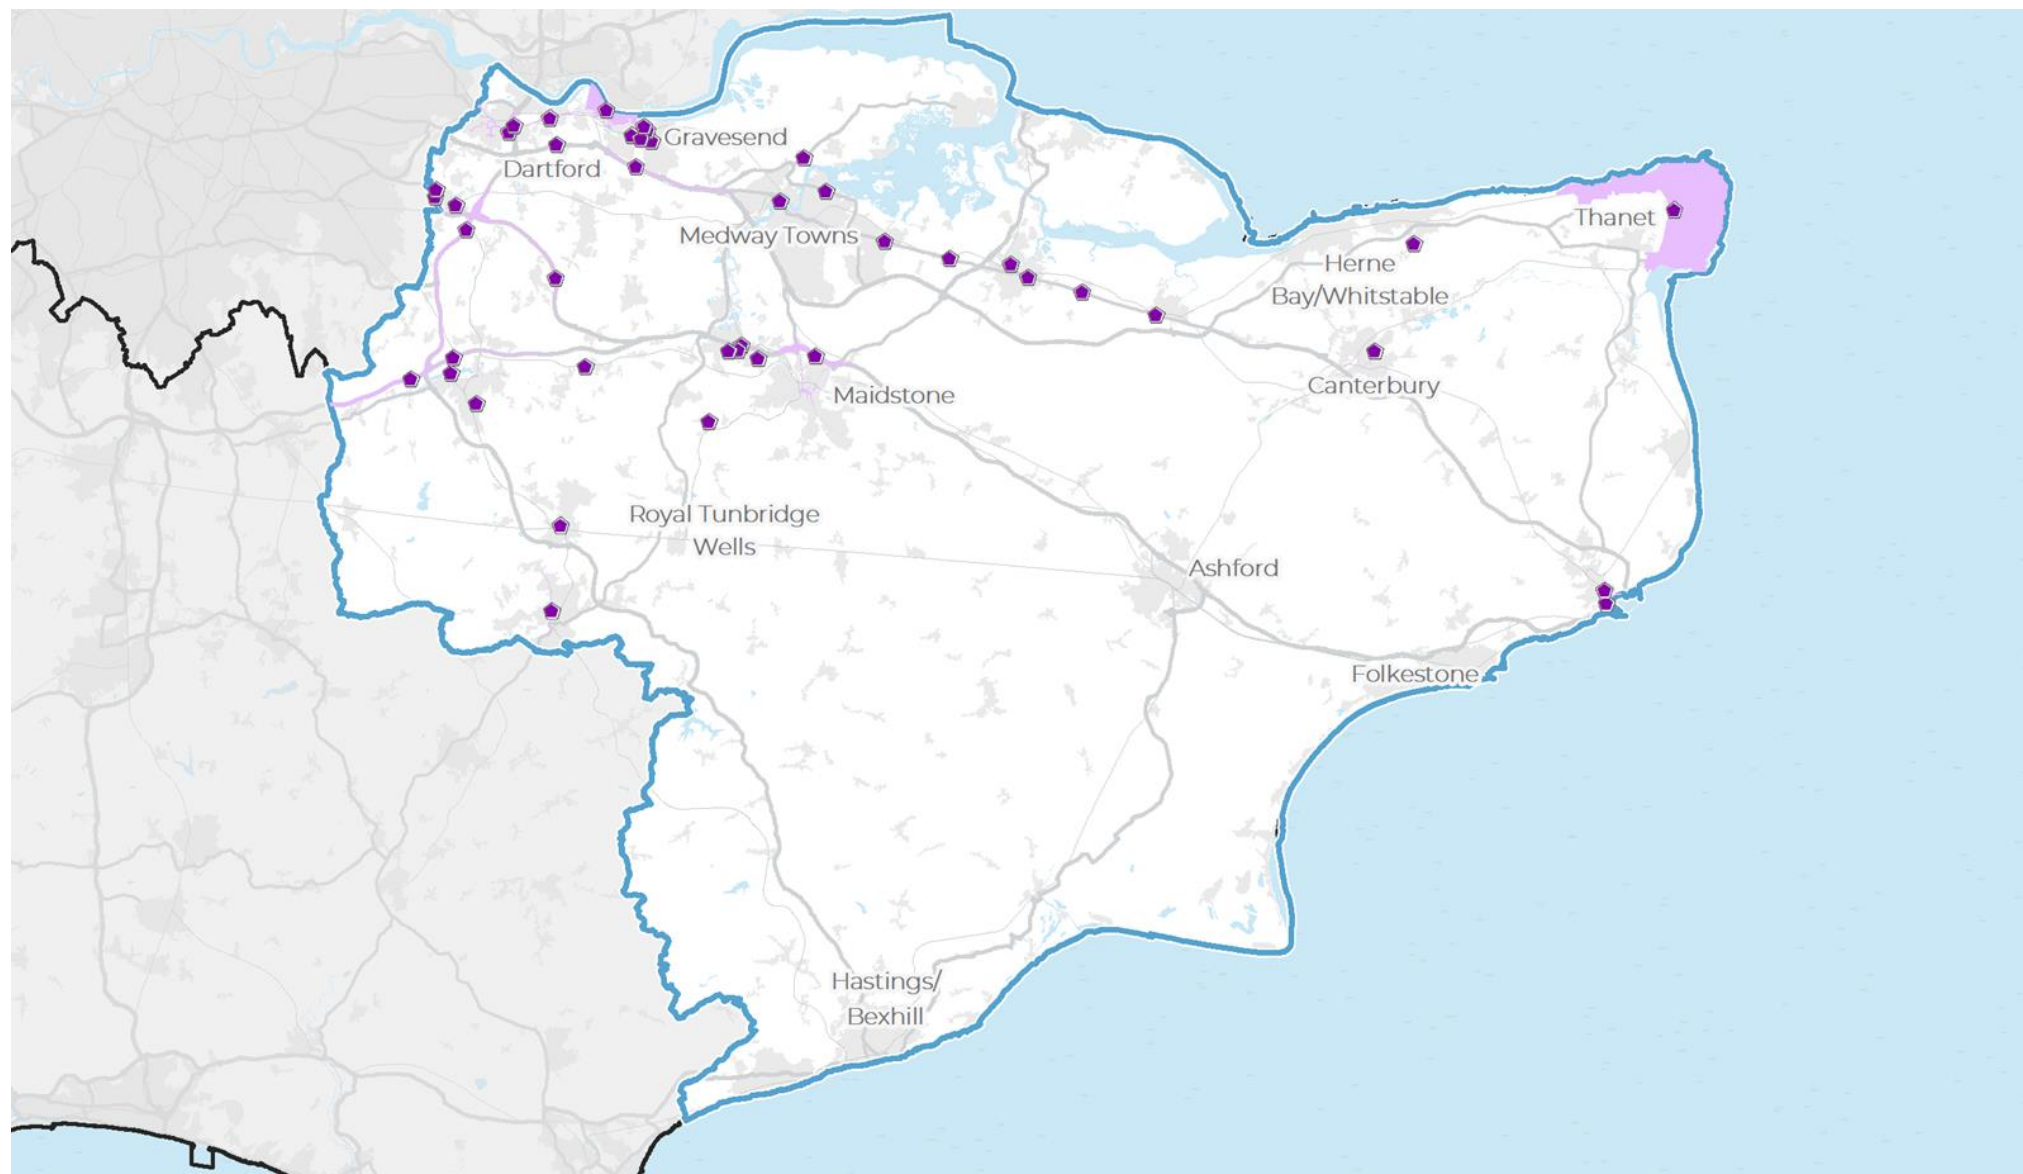 Gravesend
Dartford
Medway Towns
Thanet
Herne
Bay/Whitstable
Canterbury
Maidstone
Royal Tunbridge
Wells
Ashford
Folkestone
Hastings/
Bexhill